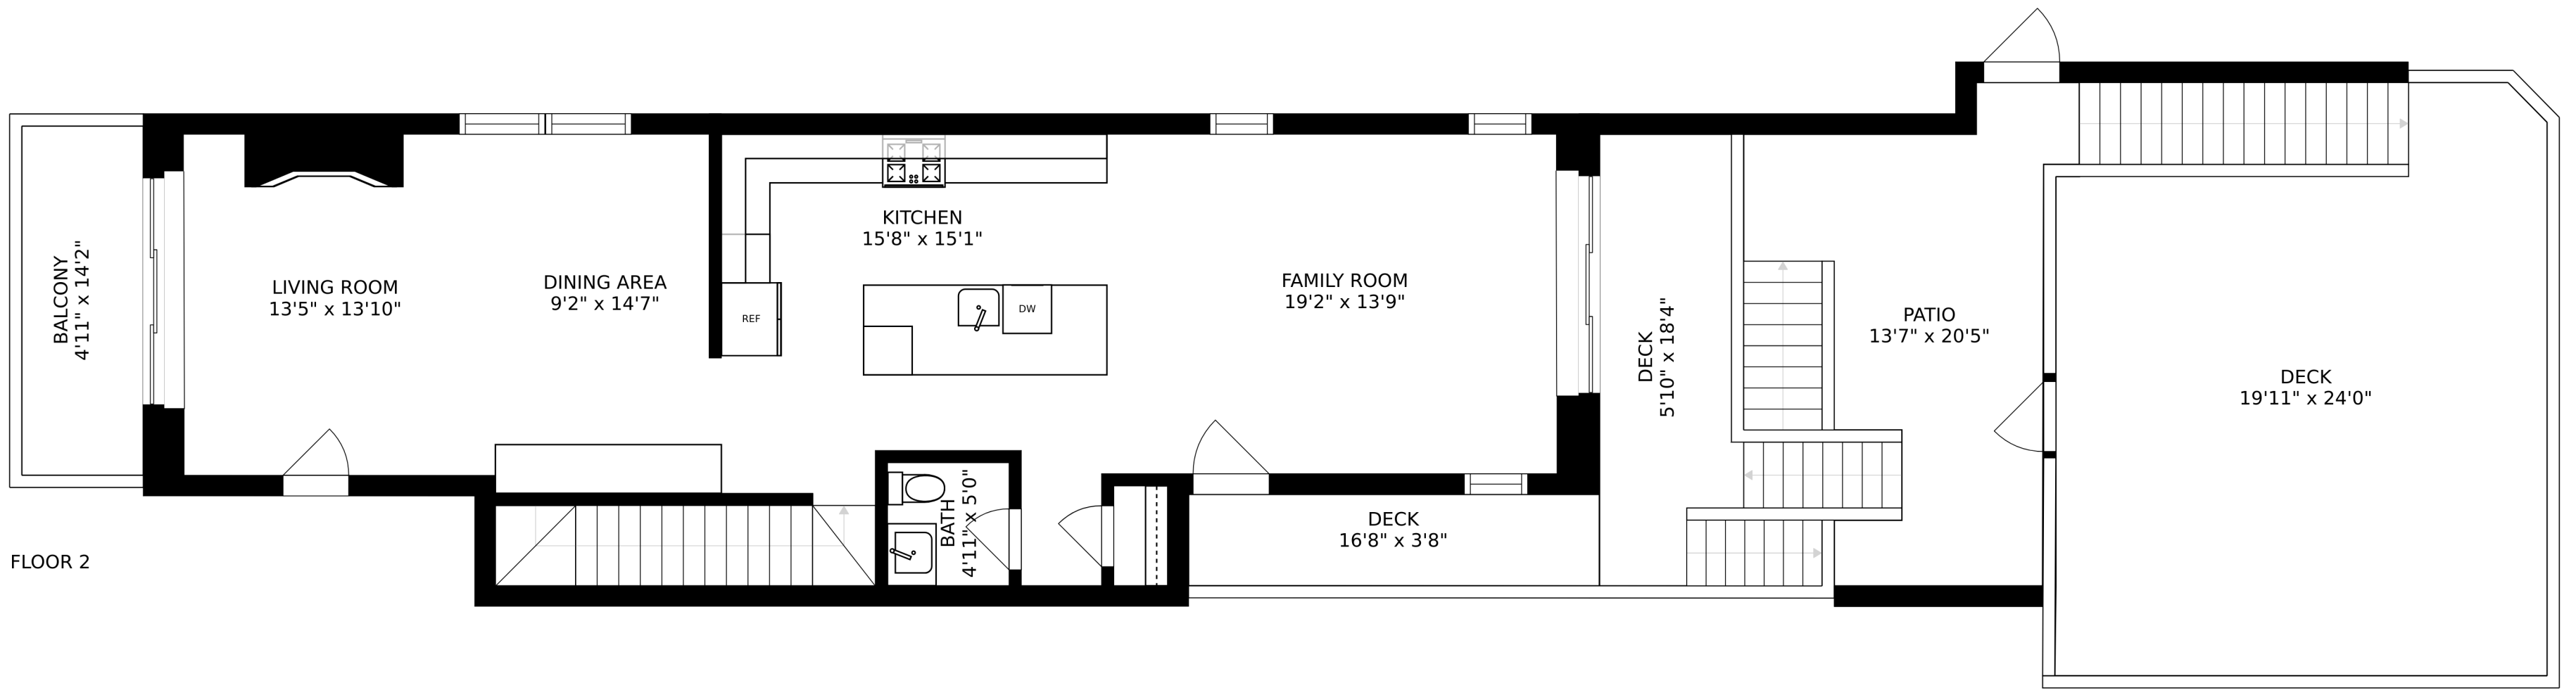 BALCONY
4'11" x 14'2"
LIVING ROOM
13'5" x 13'10"
DINING AREA
9'2" x 14'7"
KITCHEN
15'8" x 15'1"
REF
DW
FAMILY ROOM
19'2" x 13'9"
DECK
5'10" x 18'4"
PATIO
13'7" x 20'5"
DECK
19'11" x 24'0"
BATH
4'11" x 5'0"
DECK
16'8" x 3'8"
FLOOR 2